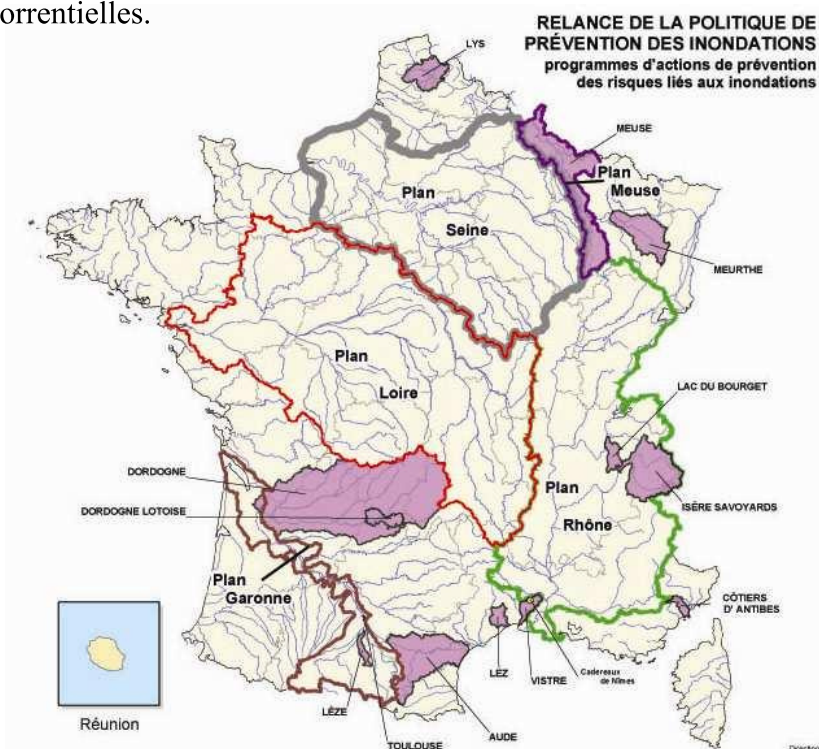 orrentielles.
RELANCE DE LA POLITIQUE DE
PRÉVENTION DES INONDATIONS
programmes d'actions de prévention
des risques liés aux inondations
LYS
MEUSE
Plan
Meuse
Plan
Seine
MEURTHE
Plan
Loire
LAC DU BOURGET
DORDOGNE
DORDOGNE LOTOISE
Plan
Rhône
ISÈRE SAVOYARDS
Plan
Garonne
CÔTIERS
D' ANTIBES
Cadereaux
de Nîmes
LEZ
VISTRE
LÈZE
AUDE
TOULOUSE
Réunion
Direction